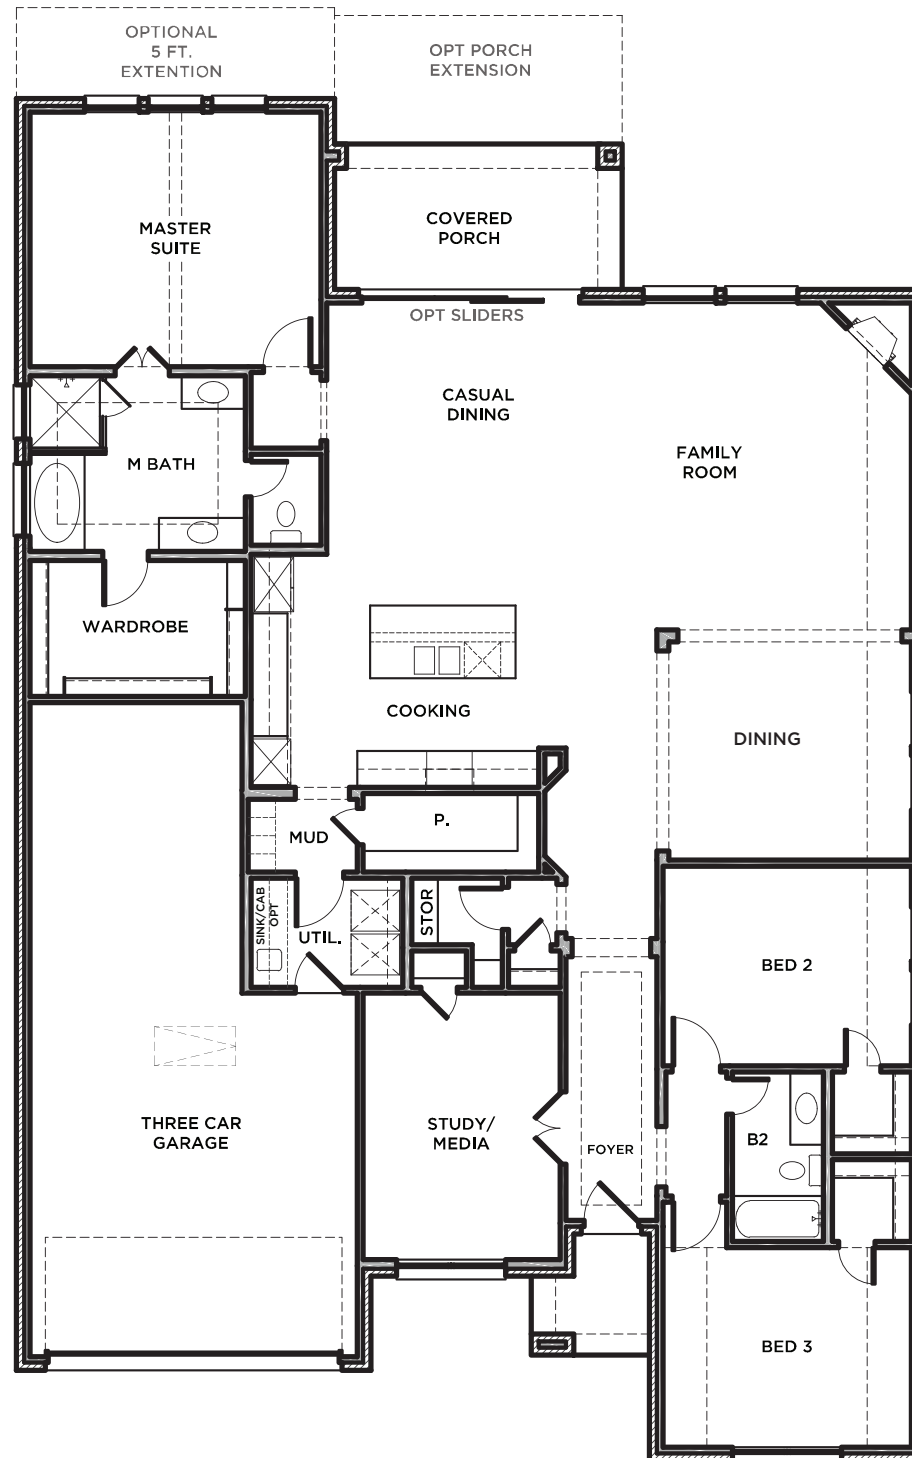 OPTIONAL
5 FT.
EXTENTION
OPT PORCH
EXTENSION
MASTER
SUITE
COVERED
PORCH
OPT SLIDERS
CASUAL
DINING
FAMILY
ROOM
M BATH
WARDROBE
COOKING
DINING
MUD
P.
SINK/CAB
OPT
UTIL.
STOR
BED 2
THREE CAR
GARAGE
STUDY/
MEDIA
FOYER
B2
BED 3